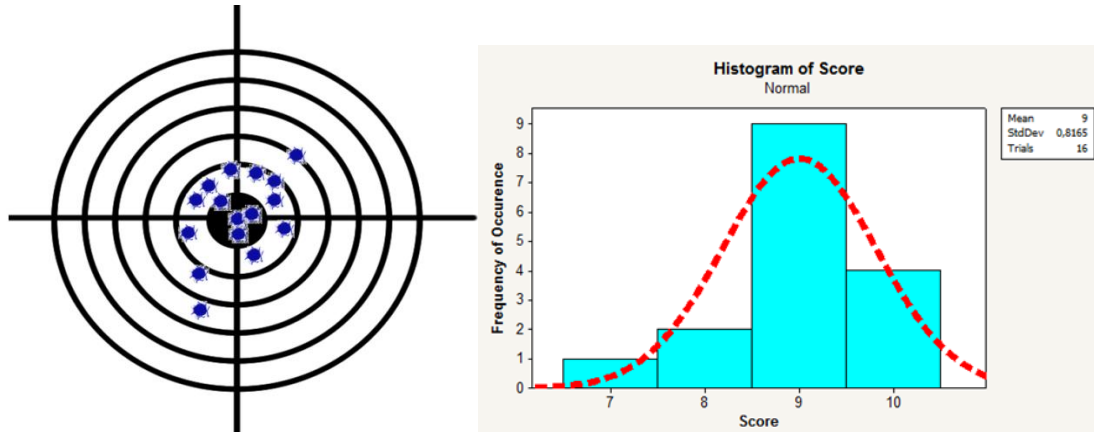 Histogram of Score
Normal
Mean 9
StdDev 0,8165
Trials 16
Frequency of Occurence
9
8
7
6
5
4
3
2
1
0
7 8 9 10
Score